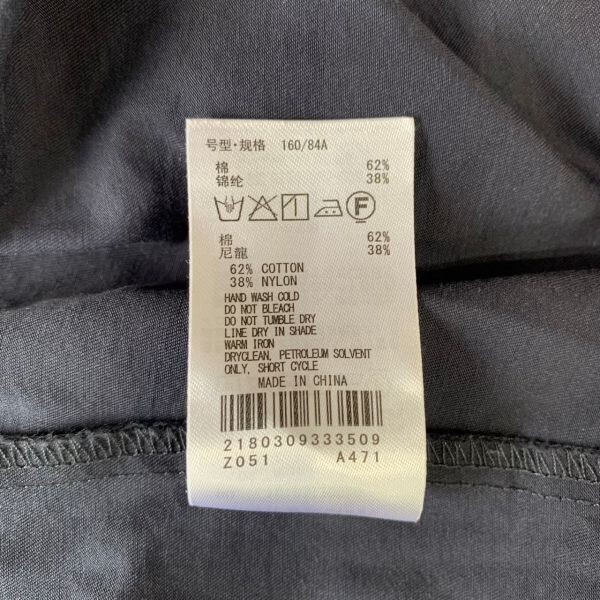 号型·规格 160/84A
棉 62%
锦纶 38%
F
棉 62%
尼龍 38%
62% COTTON
38% NYLON
HAND WASH COLD
DO NOT BLEACH
DO NOT TUMBLE DRY
LINE DRY IN SHADE
WARM IRON
DRYCLEAN, PETROLEUM SOLVENT
ONLY, SHORT CYCLE
MADE IN CHINA
2180309333509
Z051 A471